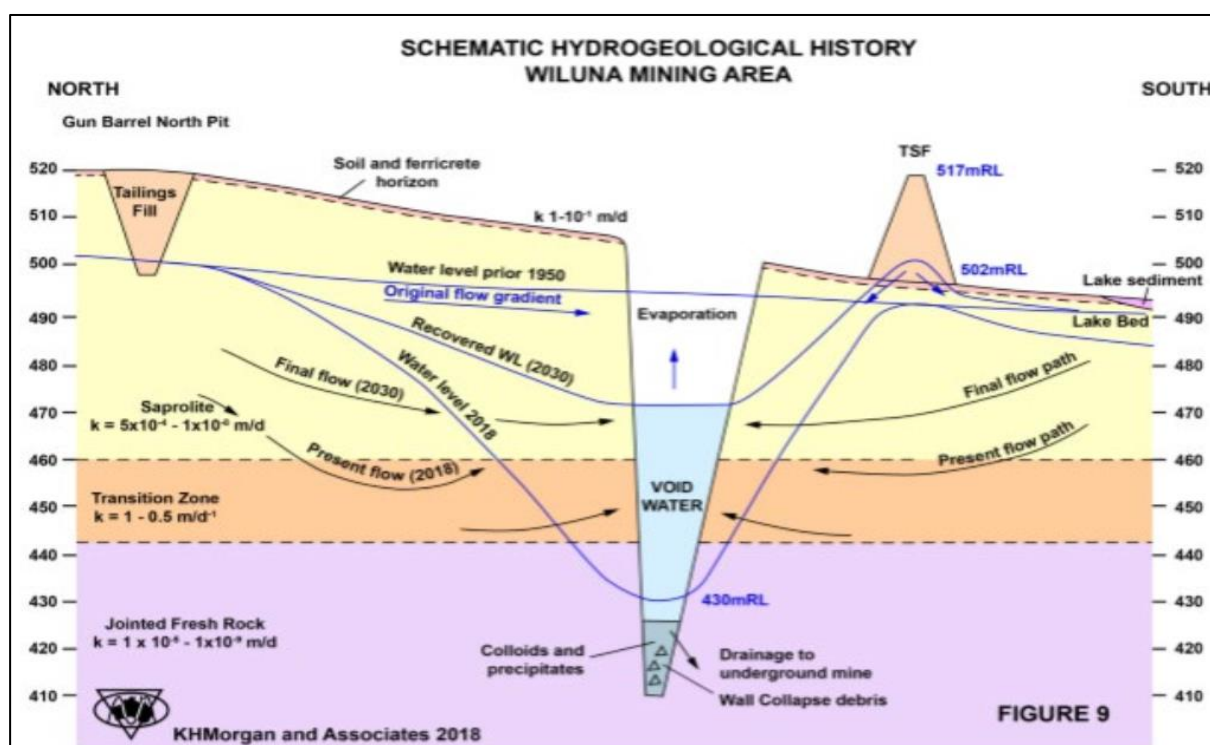 SCHEMATIC HYDROGEOLOGICAL HISTORY
WILUNA MINING AREA
NORTH
SOUTH
Gun Barrel North Pit
TSF
520
510
500
490
480
470
460
450
440
430
420
410
520
510
500
490
480
470
460
450
440
430
420
410
Tailings
Fill
Soil and ferricrete
horizon
k 1-10⁻¹ m/d
517mRL
502mRL
Lake sediment
Lake Bed
Water level prior 1950
Original flow gradient
Evaporation
Recovered WL (2030)
Water level 2018
Final flow (2030)
Final flow path
Saprolite
Present flow (2018)
Present flow path
Transition Zone
k = 1 - 0.5 m/d⁻¹
VOID
WATER
430mRL
Jointed Fresh Rock
Colloids and
precipitates
Drainage to
underground mine
Wall Collapse debris
KHMorgan and Associates 2018
FIGURE 9